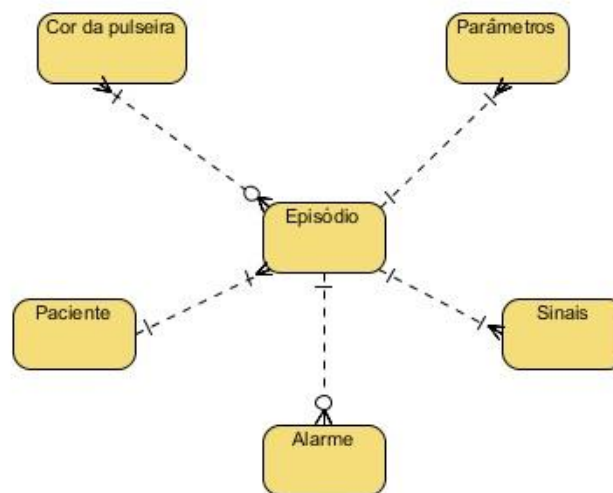 Cor da pulseira
Parâmetros
Episódio
Paciente
Sinais
Alarme